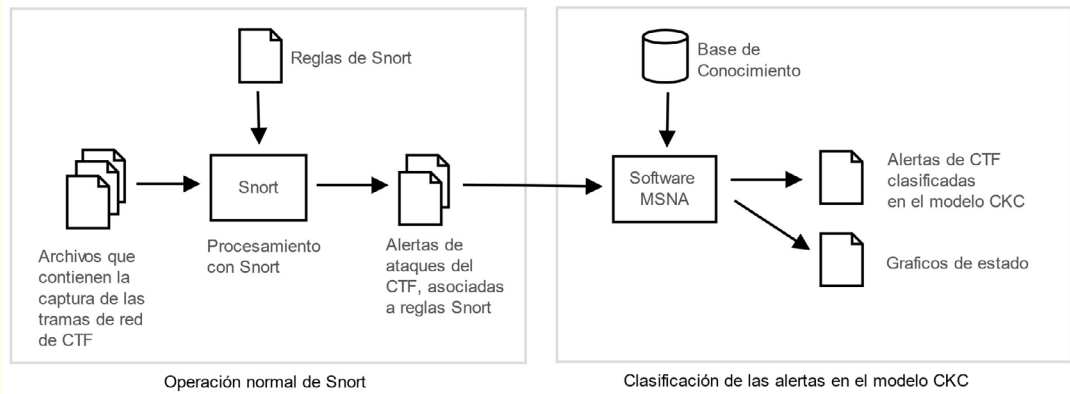 Reglas de Snort
Snort
Archivos que
contienen la
captura de las
tramas de red
de CTF
Procesamiento
con Snort
Alertas de
ataques del
CTF, asociadas
a reglas Snort
Operación normal de Snort
Base de
Conocimiento
Software
MSNA
Alertas de CTF
clasificadas
en el modelo CKC
Graficos de estado
Clasificación de las alertas en el modelo CKC